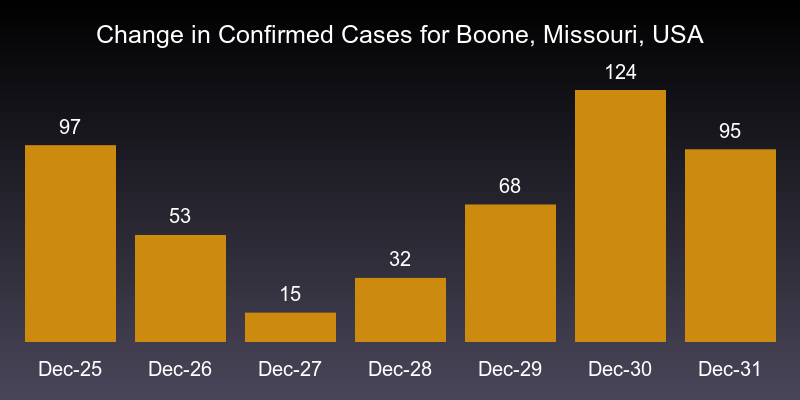 Change in Confirmed Cases for Boone, Missouri, USA
97
53
15
32
68
124
95
Dec-25
Dec-26
Dec-27
Dec-28
Dec-29
Dec-30
Dec-31